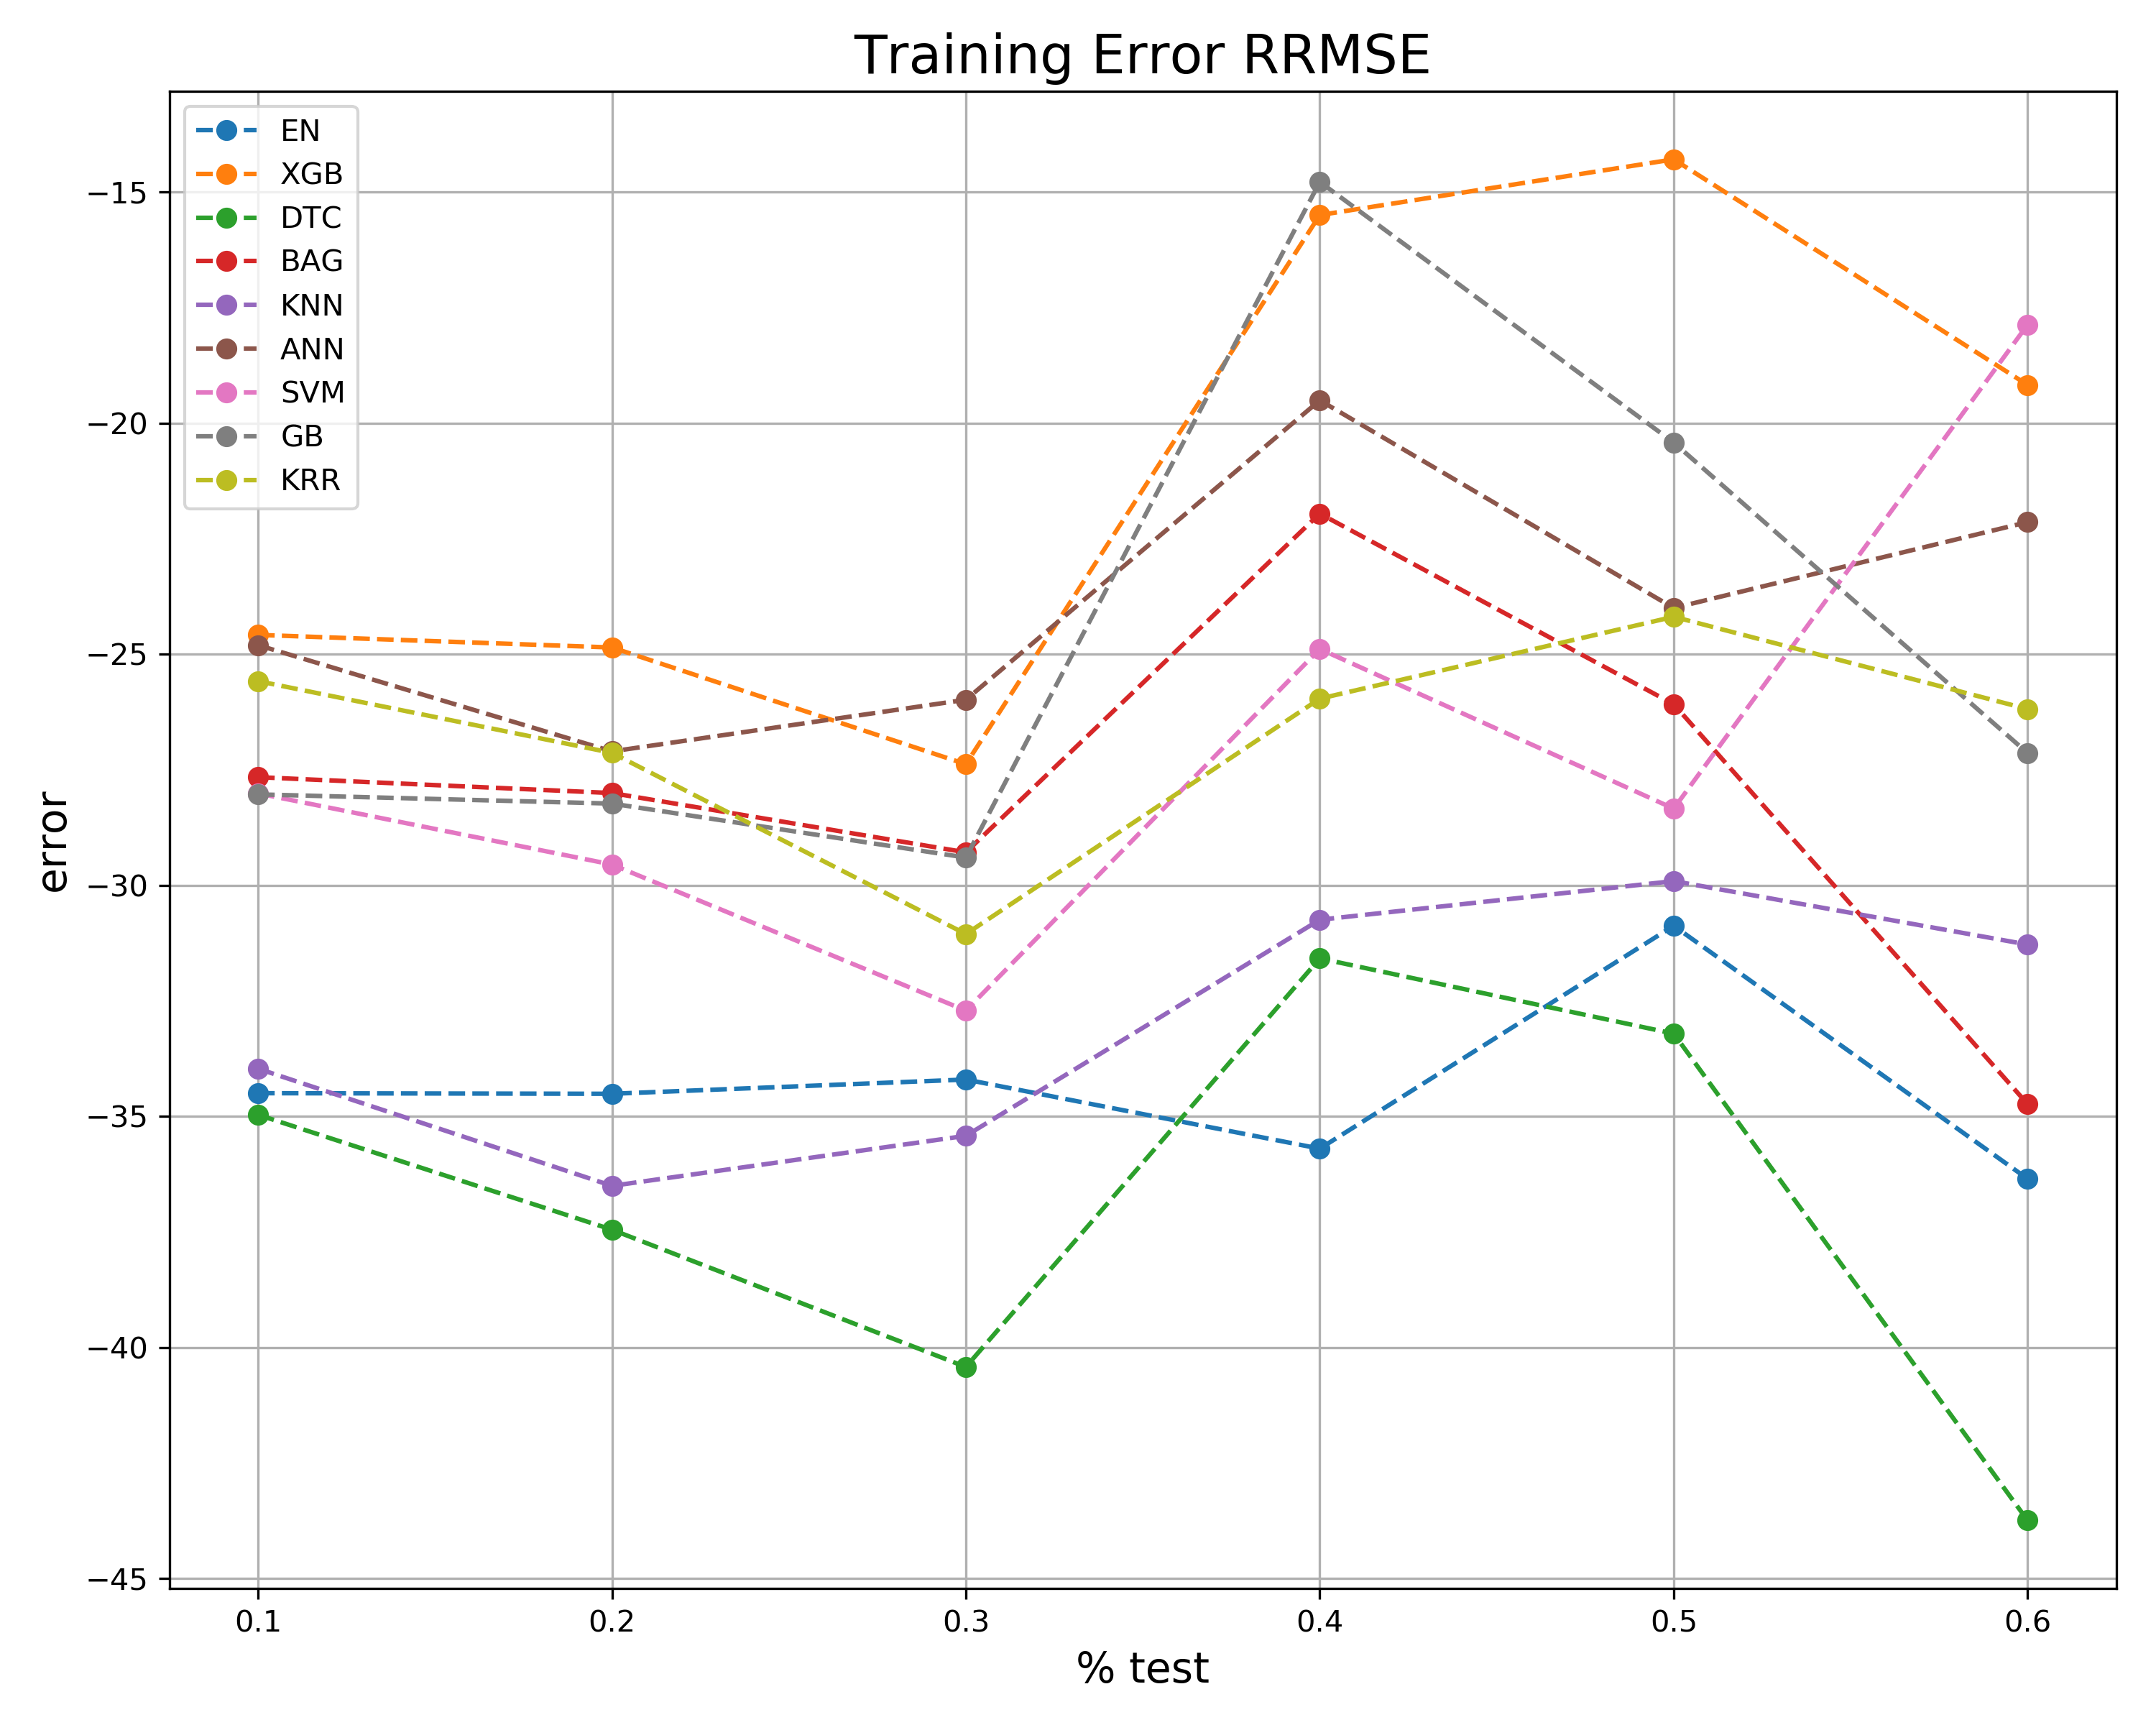 Training Error RRMSE
EN
XGB
DTC
BAG
KNN
ANN
SVM
GB
KRR
−15
−20
−25
−30
−35
−40
−45
error
0.1 0.2 0.3 0.4 0.5 0.6
% test